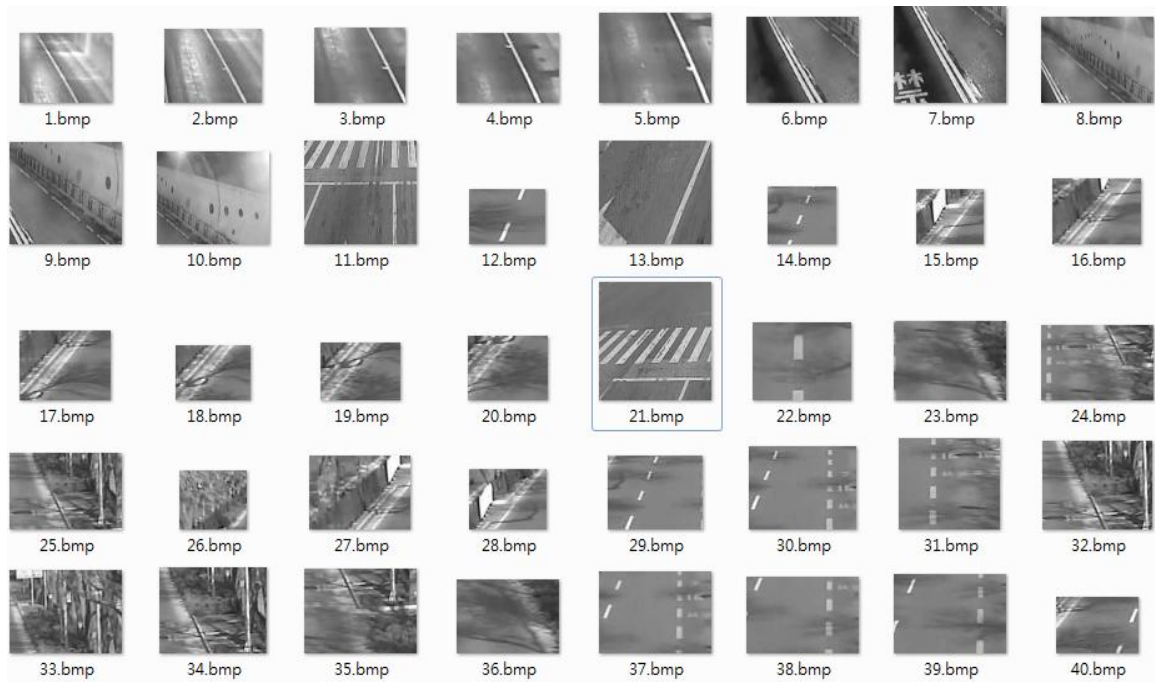 1.bmp 2.bmp 3.bmp 4.bmp 5.bmp 6.bmp 7.bmp 8.bmp
禁
9.bmp 10.bmp 11.bmp 12.bmp 13.bmp 14.bmp 15.bmp 16.bmp
17.bmp 18.bmp 19.bmp 20.bmp 21.bmp 22.bmp 23.bmp 24.bmp
25.bmp 26.bmp 27.bmp 28.bmp 29.bmp 30.bmp 31.bmp 32.bmp
33.bmp 34.bmp 35.bmp 36.bmp 37.bmp 38.bmp 39.bmp 40.bmp